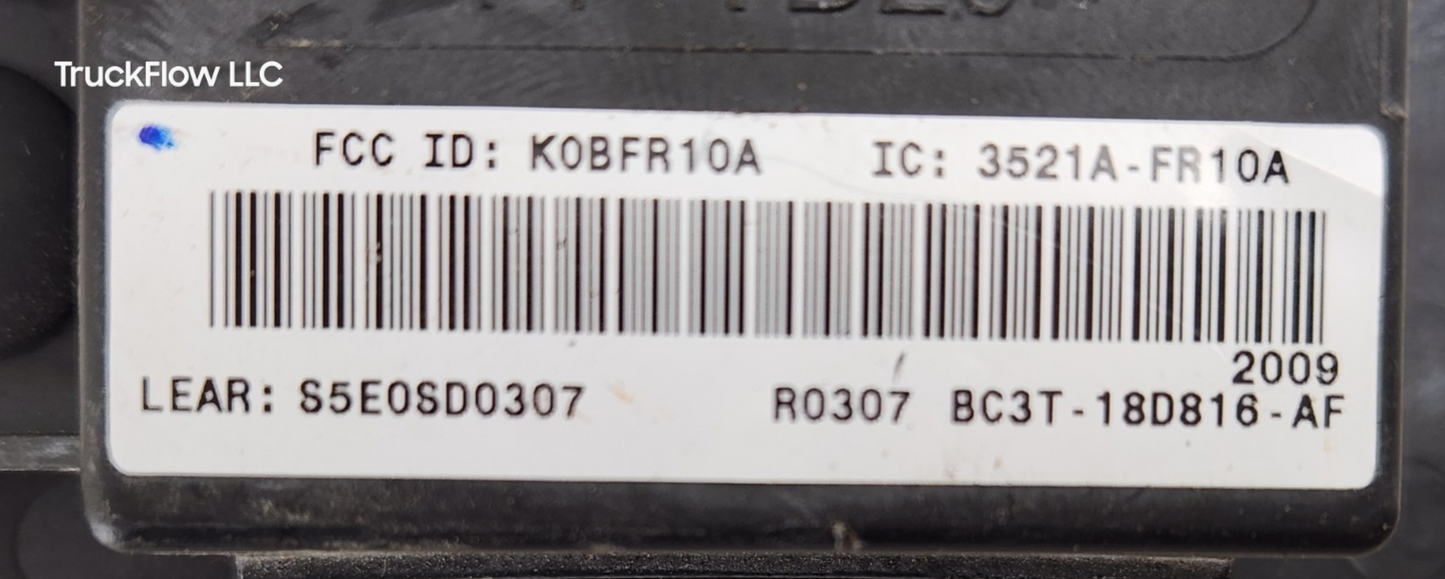 TruckFlow LLC
FCC ID: K0BFR10A IC: 3521A-FR10A
2009
LEAR: S5E0SD0307 R0307 BC3T-18D816-AF